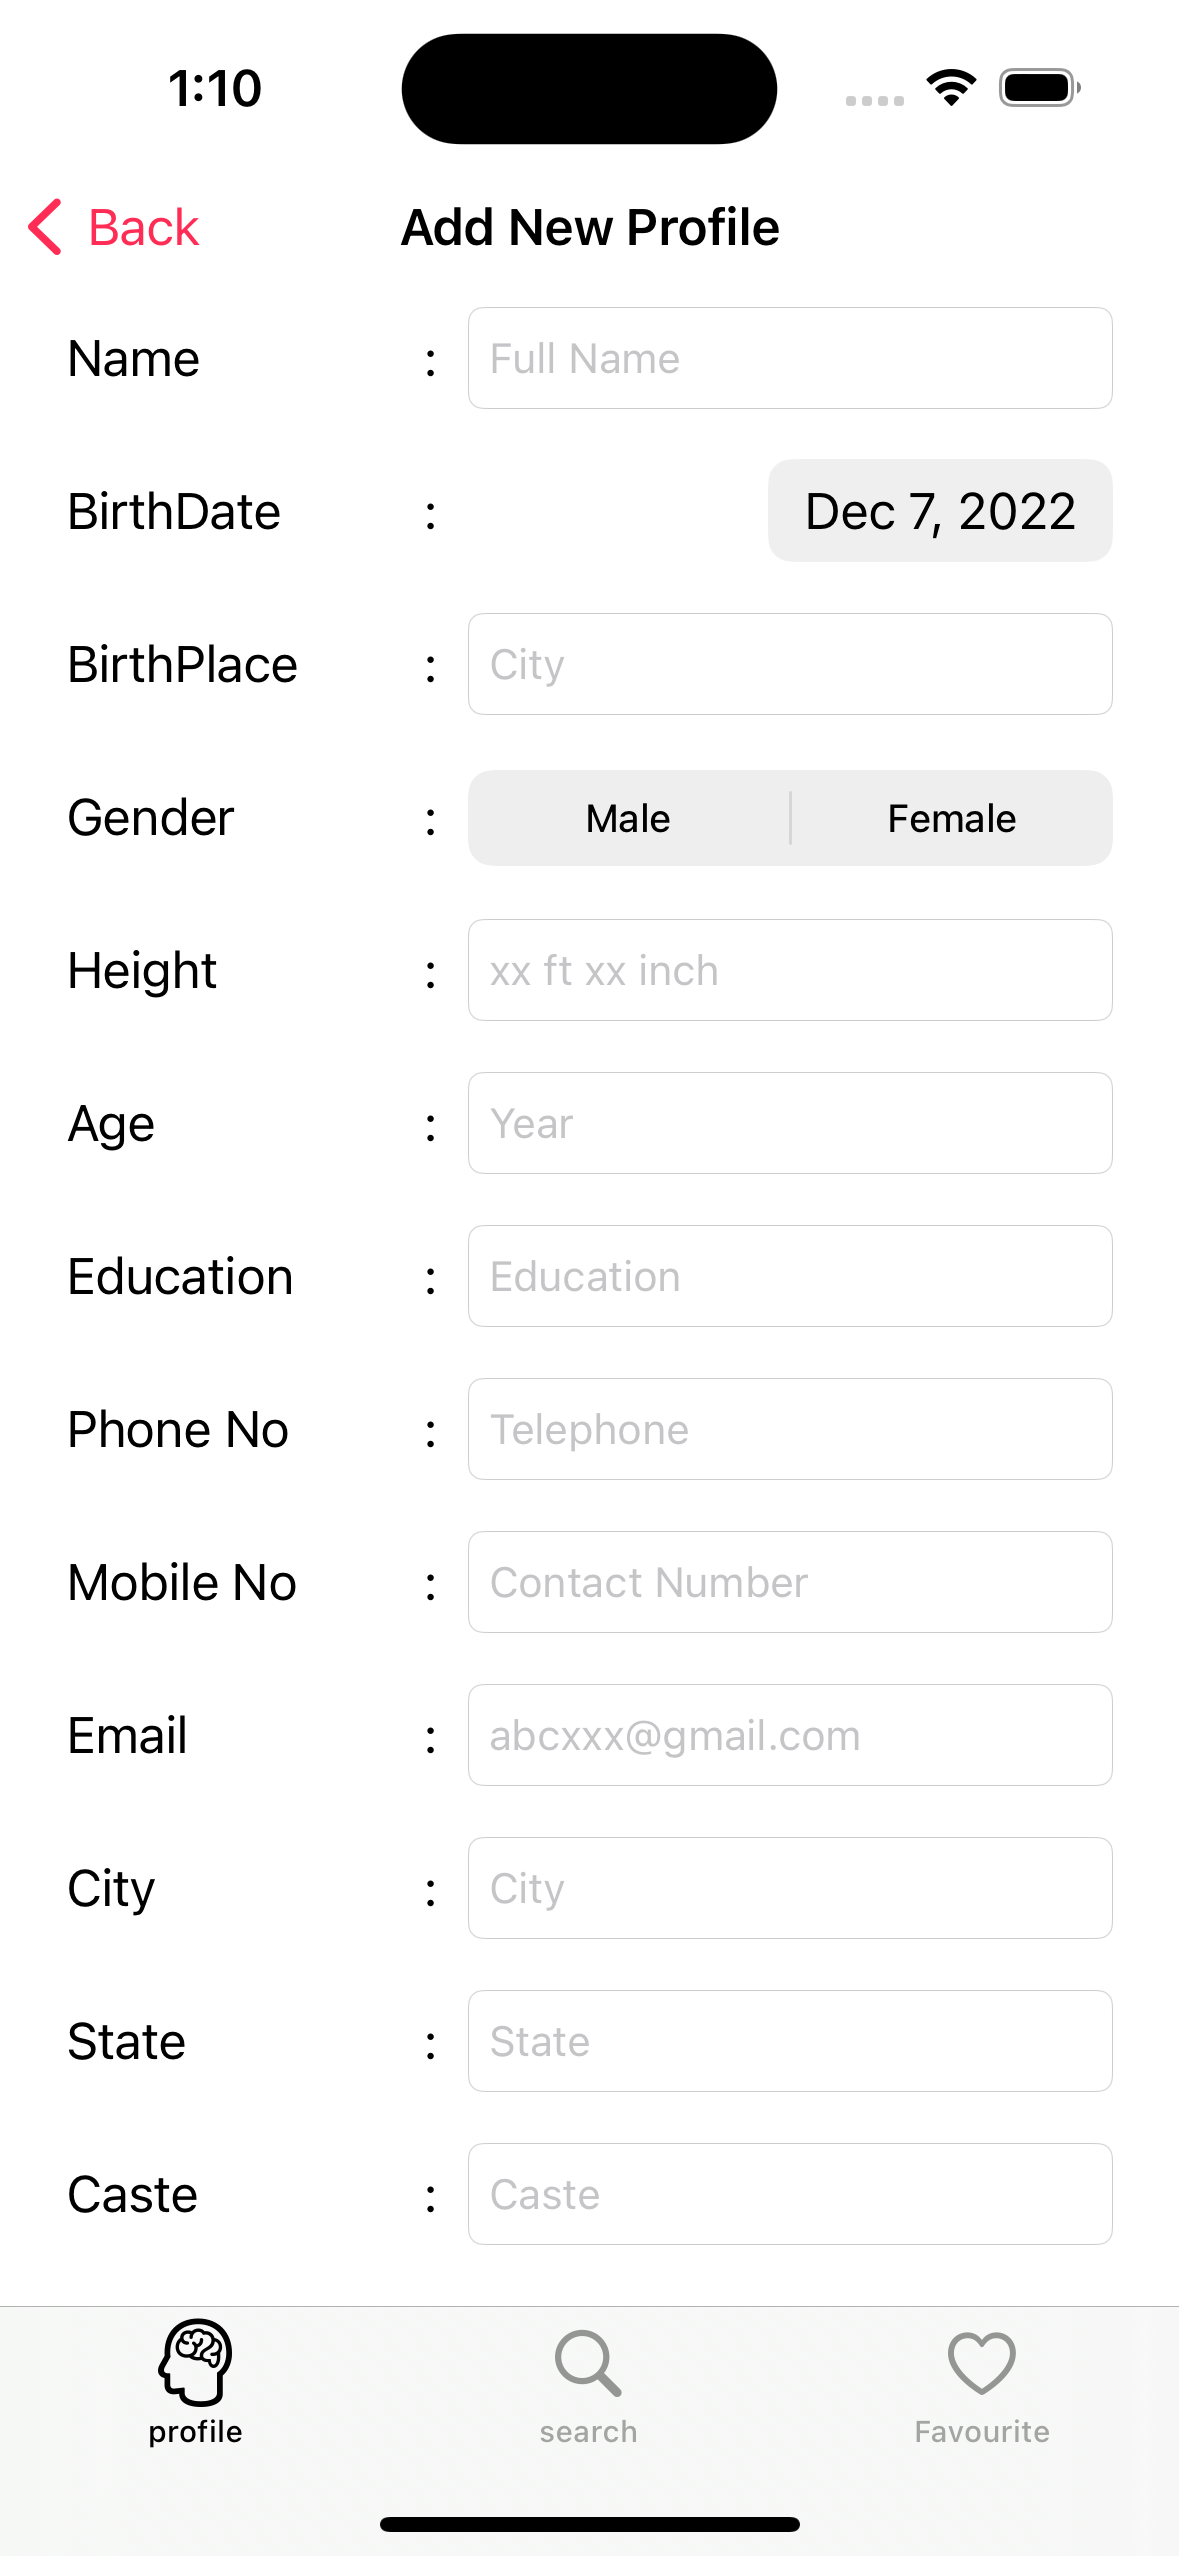 1:10
Back
Add New Profile
Name : Full Name
BirthDate : Dec 7, 2022
BirthPlace : City
Gender : Male Female
Height : xx ft xx inch
Age : Year
Education : Education
Phone No : Telephone
Mobile No : Contact Number
Email : abcxxx@gmail.com
City : City
State : State
Caste : Caste
profile search Favourite